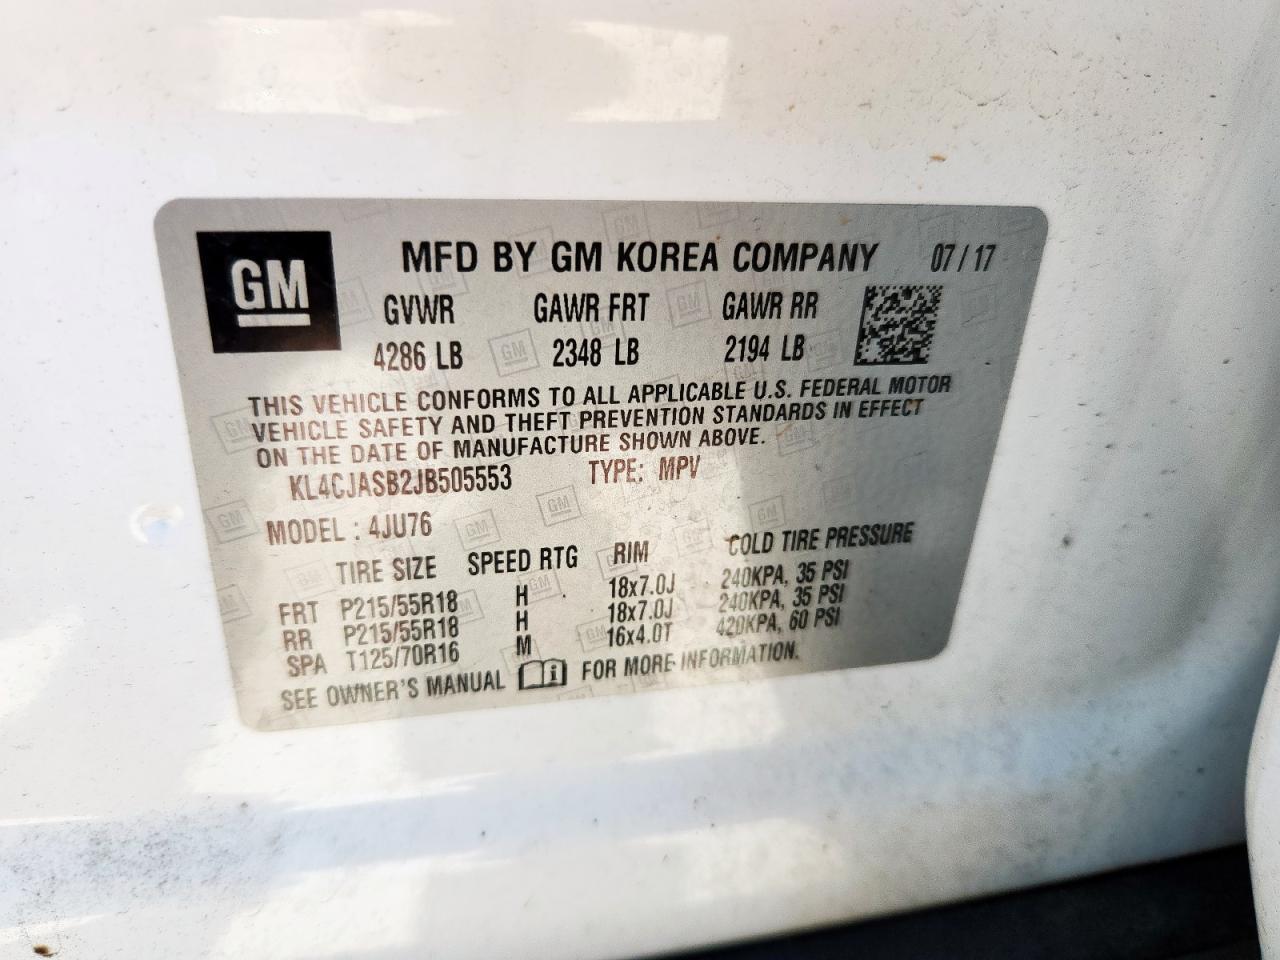 GM
MFD BY GM KOREA COMPANY 07/17
GVWR GAWR FRT GAWR RR
4286 LB 2348 LB 2194 LB
THIS VEHICLE CONFORMS TO ALL APPLICABLE U.S. FEDERAL MOTOR
VEHICLE SAFETY AND THEFT PREVENTION STANDARDS IN EFFECT
ON THE DATE OF MANUFACTURE SHOWN ABOVE.
KL4CJASB2JB505553 TYPE: MPV
MODEL : 4JU76
TIRE SIZE SPEED RTG RIM COLD TIRE PRESSURE
FRT P215/55R18 H 18x7.0J 240KPA, 35 PSI
RR P215/55R18 H 18x7.0J 240KPA, 35 PSI
SPA T125/70R16 M 16x4.0T 420KPA, 60 PSI
SEE OWNER'S MANUAL i FOR MORE INFORMATION.